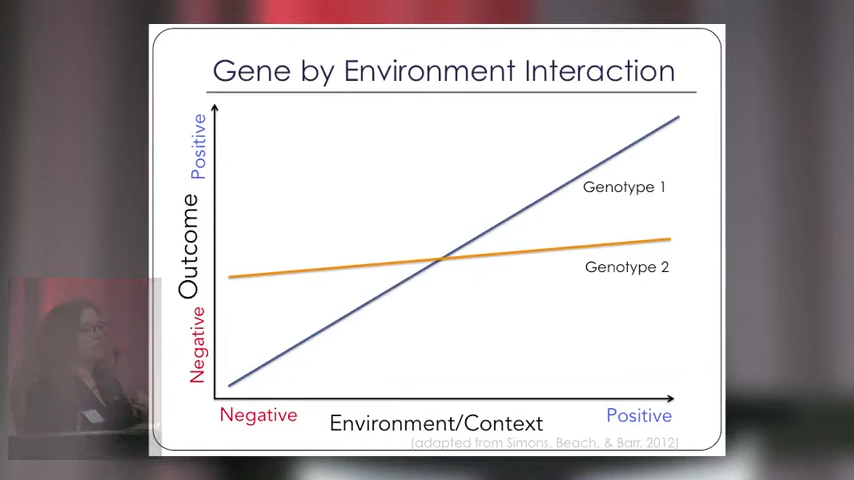 Gene by Environment Interaction
Positive
Outcome
Negative
Genotype 1
Genotype 2
Negative
Environment/Context
Positive
(adapted from Simons, Beach, & Barr, 2012)